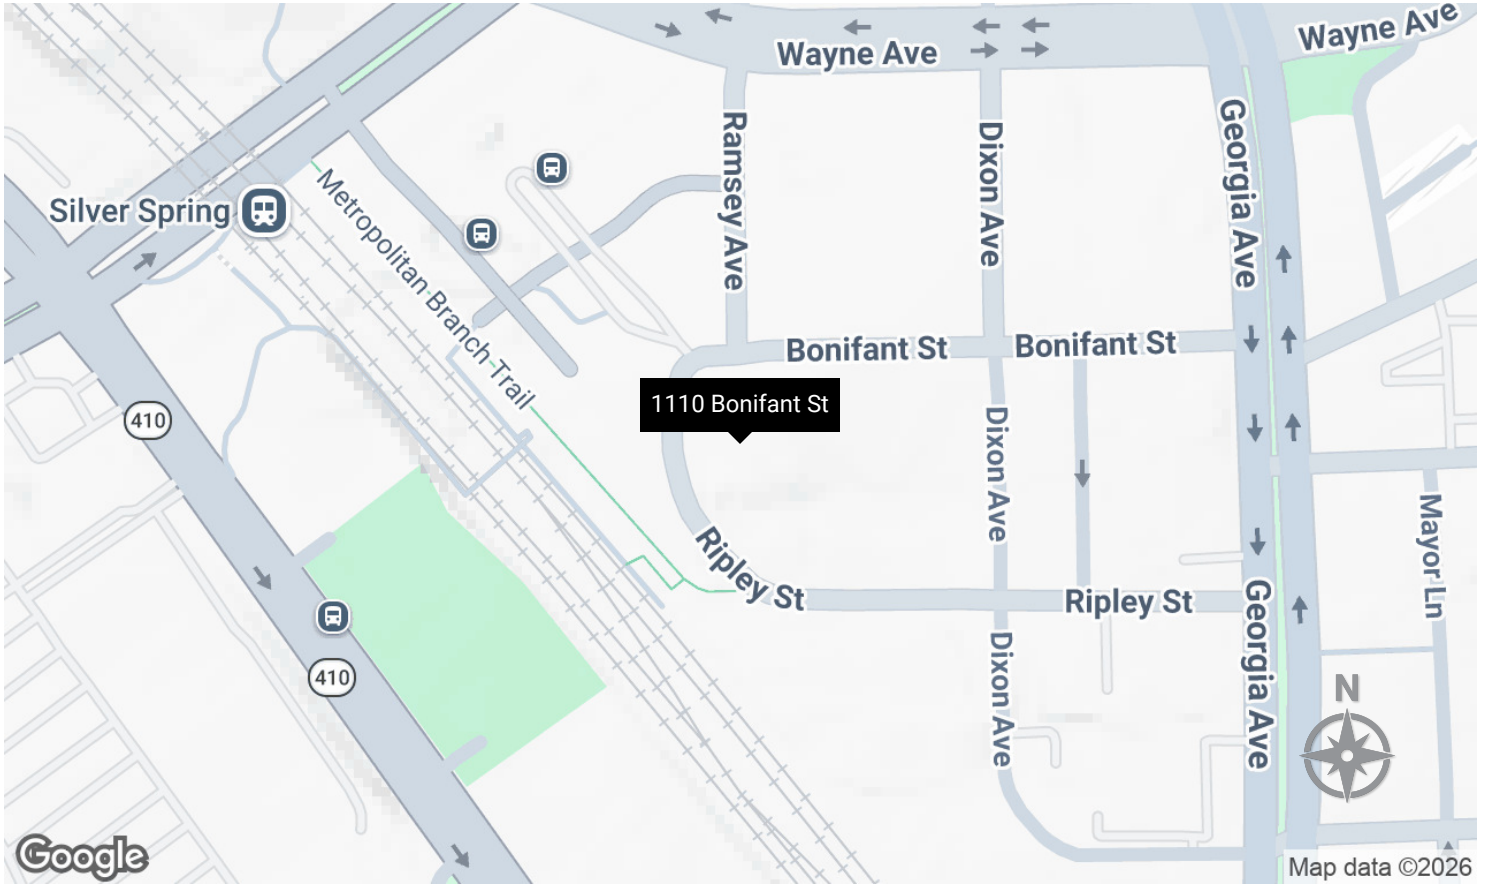 Wayne Ave
Wayne Ave
Ramsey Ave
Dixon Ave
Georgia Ave
Silver Spring
Metropolitan Branch Trail
Bonifant St
Bonifant St
1110 Bonifant St
410
Dixon Ave
Mayor Ln
Ripley St
Ripley St
Georgia Ave
410
Dixon Ave
N
Google
Map data ©2026